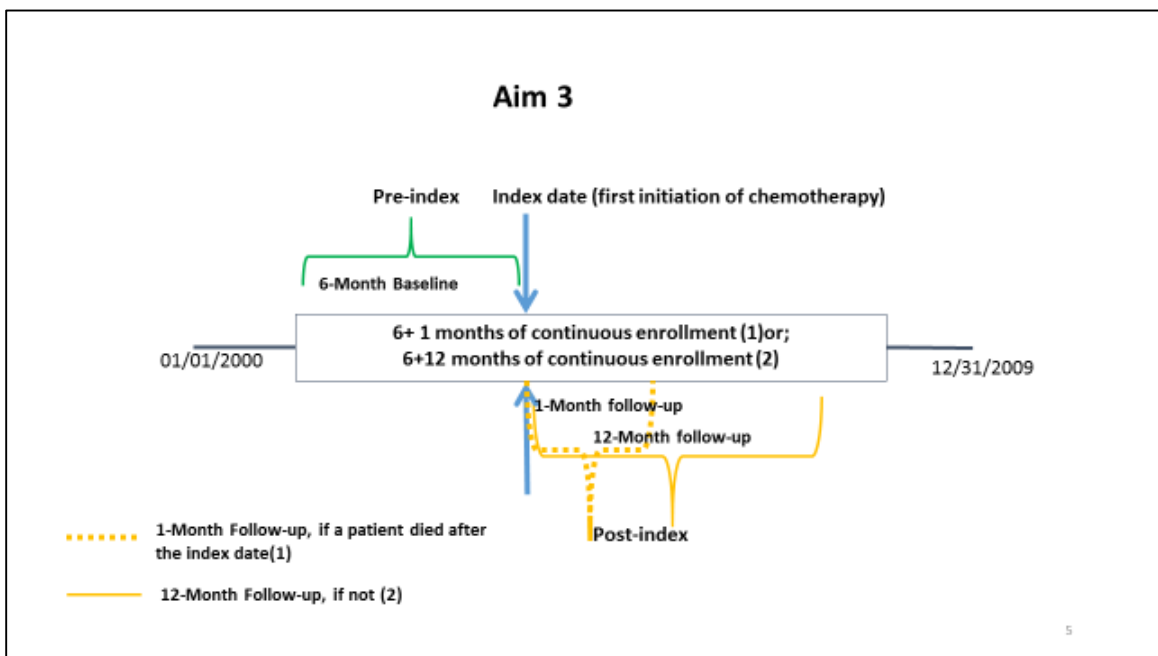 Aim 3
Pre-index
Index date (first initiation of chemotherapy)
6-Month Baseline
6+ 1 months of continuous enrollment (1)or;
6+12 months of continuous enrollment (2)
01/01/2000
12/31/2009
1-Month follow-up
12-Month follow-up
Post-index
1-Month Follow-up, if a patient died after
the index date(1)
12-Month Follow-up, if not (2)
5